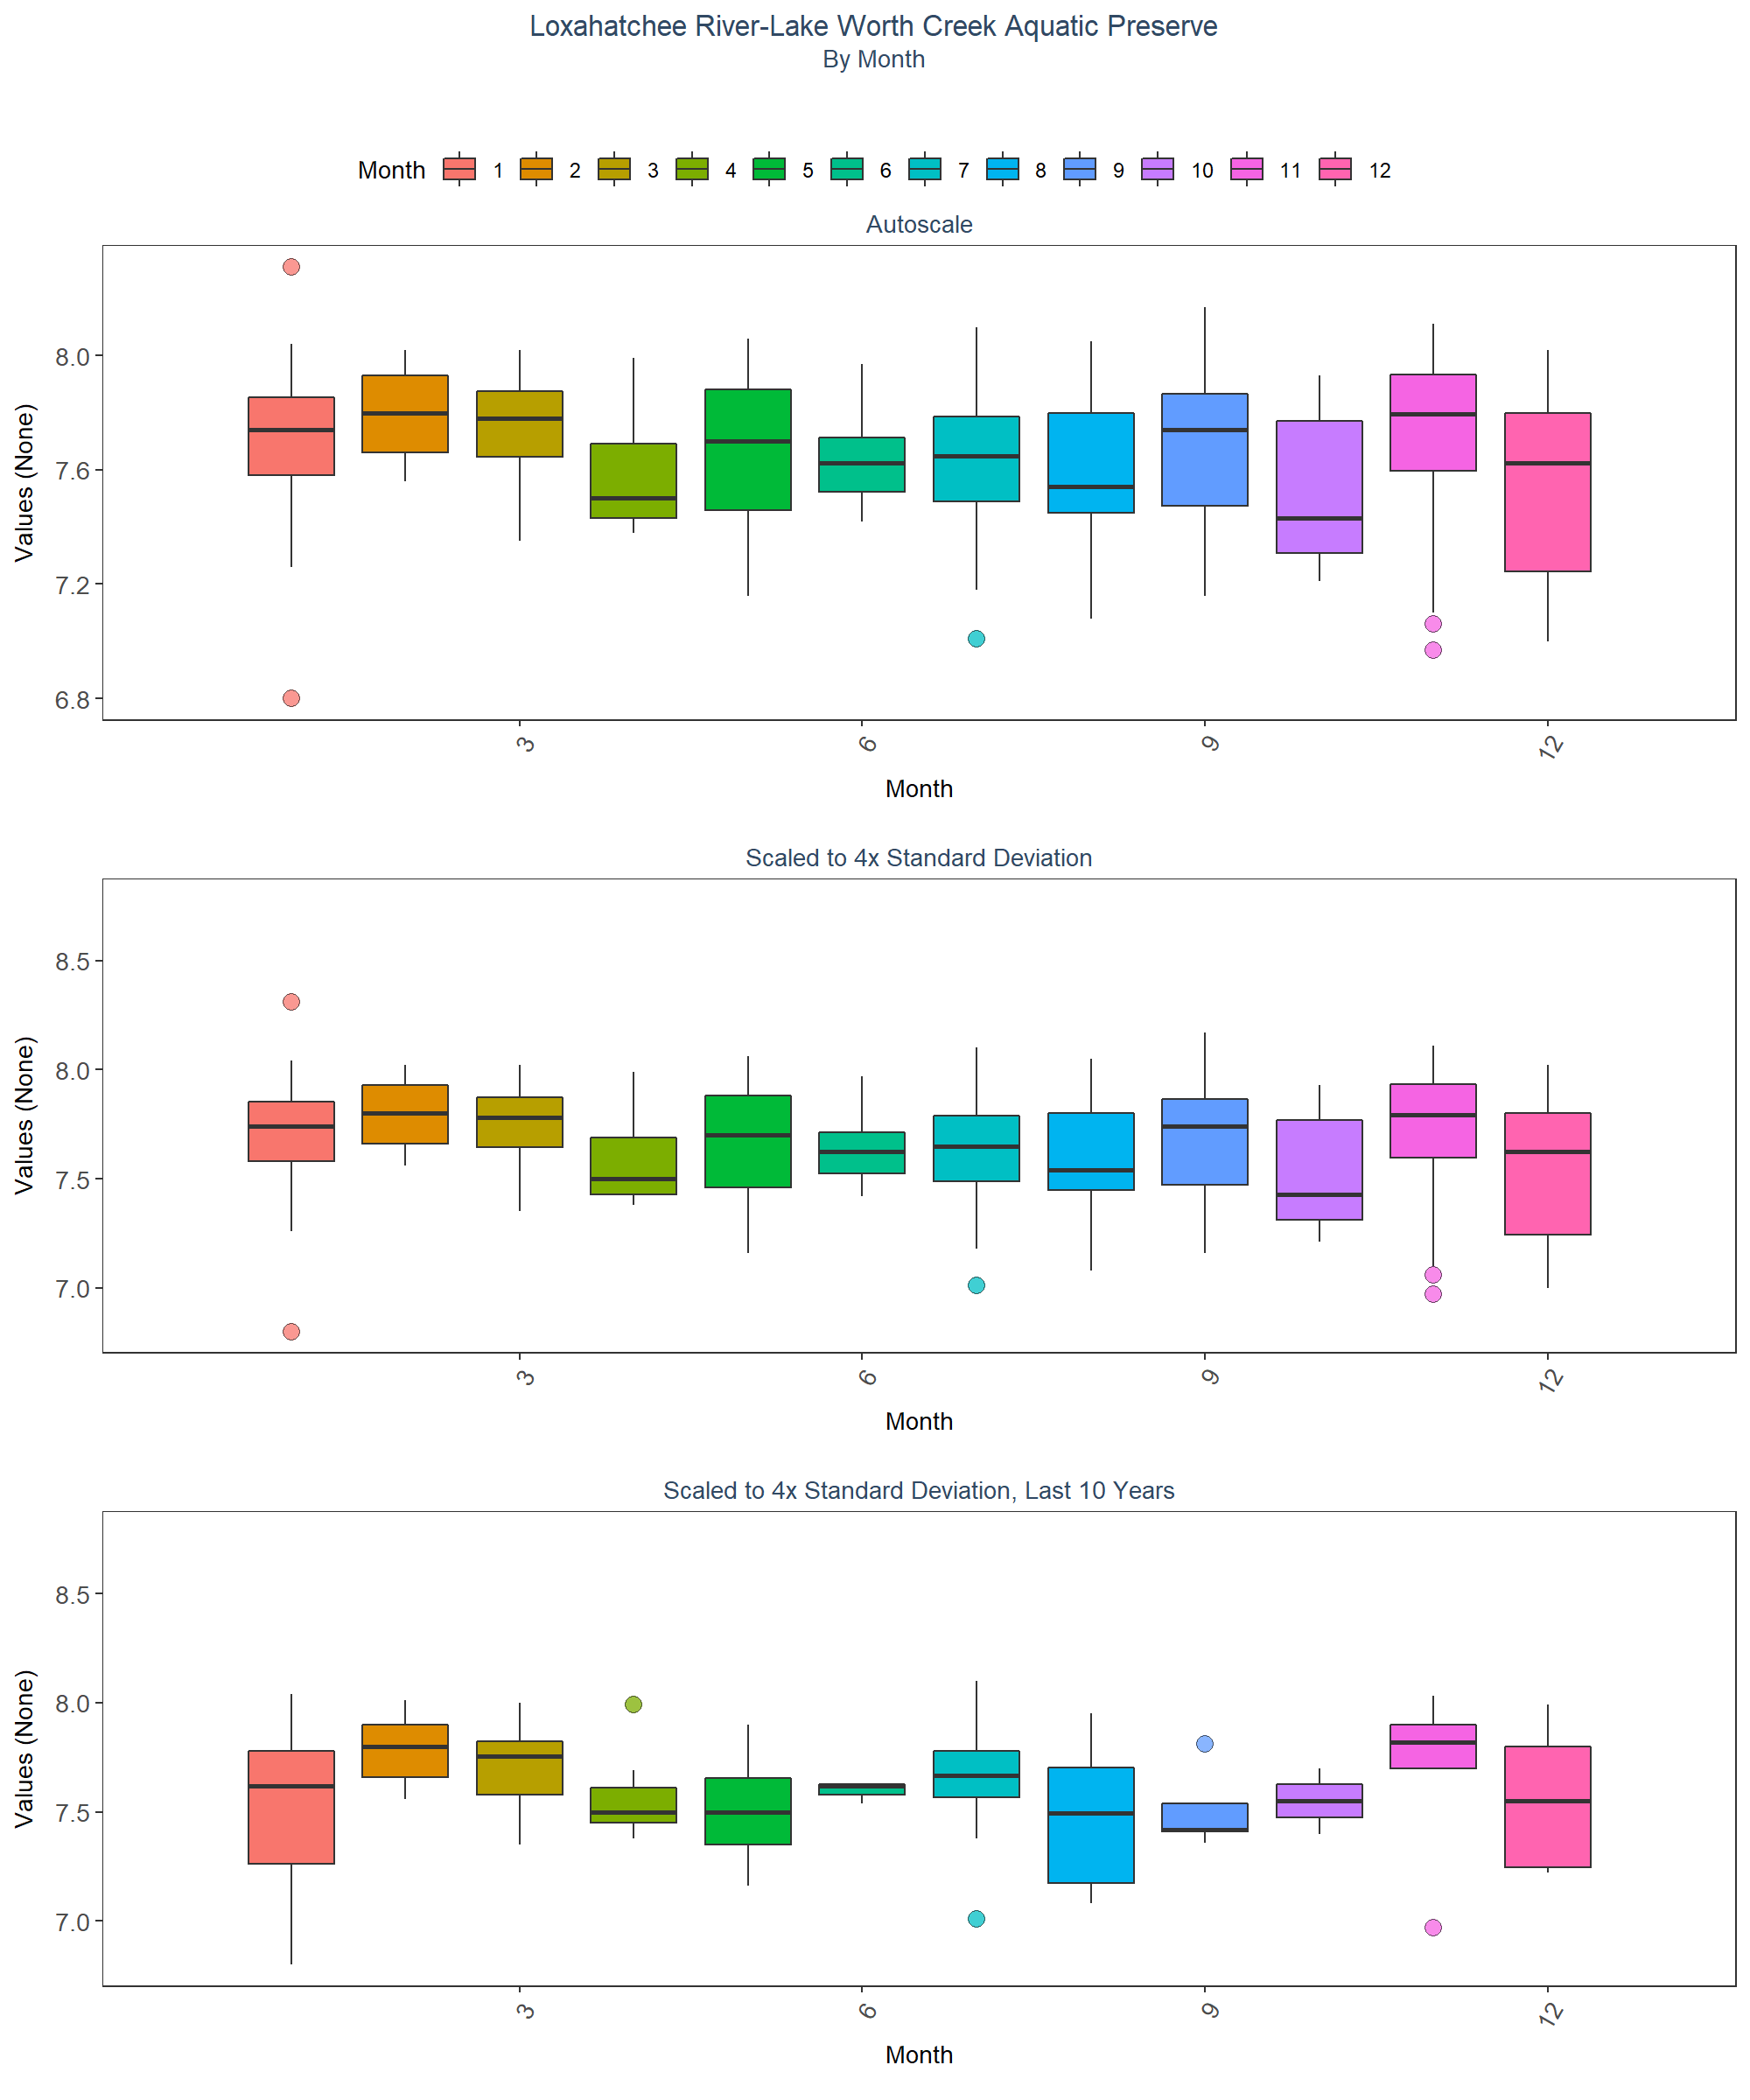 Loxahatchee River-Lake Worth Creek Aquatic Preserve
By Month
Month 1 2 3 4 5 6 7 8 9 10 11 12
Autoscale
Values (None)
8.0
7.6
7.2
6.8
3 6 9 12
Month
Scaled to 4x Standard Deviation
Values (None)
8.5
8.0
7.5
7.0
3 6 9 12
Month
Scaled to 4x Standard Deviation, Last 10 Years
Values (None)
8.5
8.0
7.5
7.0
3 6 9 12
Month